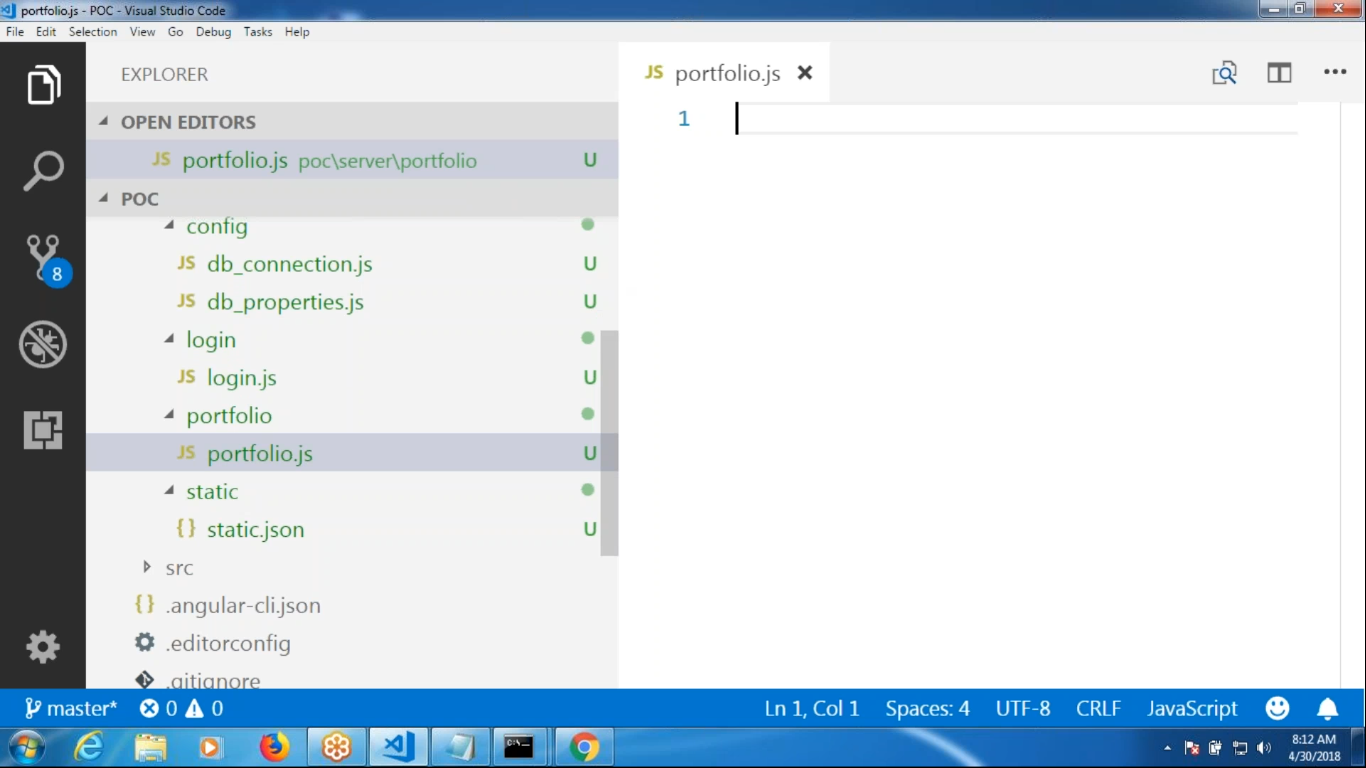 portfolio.js - POC - Visual Studio Code
File Edit Selection View Go Debug Tasks Help
EXPLORER
JS portfolio.js
OPEN EDITORS
1
JS portfolio.js poc\server\portfolio U
POC
config
JS db_connection.js U
JS db_properties.js U
8
login
JS login.js U
portfolio
JS portfolio.js U
static
{} static.json U
src
{} .angular-cli.json
.editorconfig
.gitignore
master* 0 0 Ln 1, Col 1 Spaces: 4 UTF-8 CRLF JavaScript
8:12 AM
4/30/2018